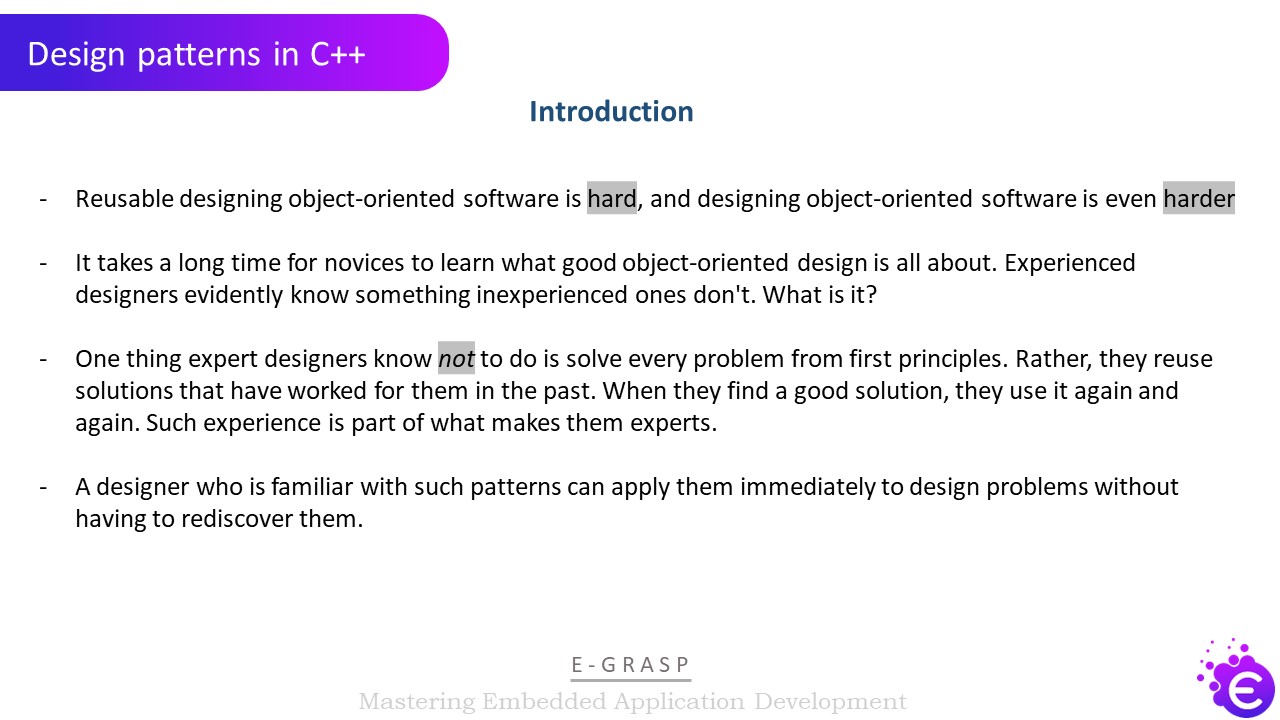 Design patterns in C++
Introduction
- Reusable designing object-oriented software is hard, and designing object-oriented software is even harder
- It takes a long time for novices to learn what good object-oriented design is all about. Experienced
designers evidently know something inexperienced ones don't. What is it?
- One thing expert designers know not to do is solve every problem from first principles. Rather, they reuse
solutions that have worked for them in the past. When they find a good solution, they use it again and
again. Such experience is part of what makes them experts.
- A designer who is familiar with such patterns can apply them immediately to design problems without
having to rediscover them.
E-GRASP
Mastering Embedded Application Development